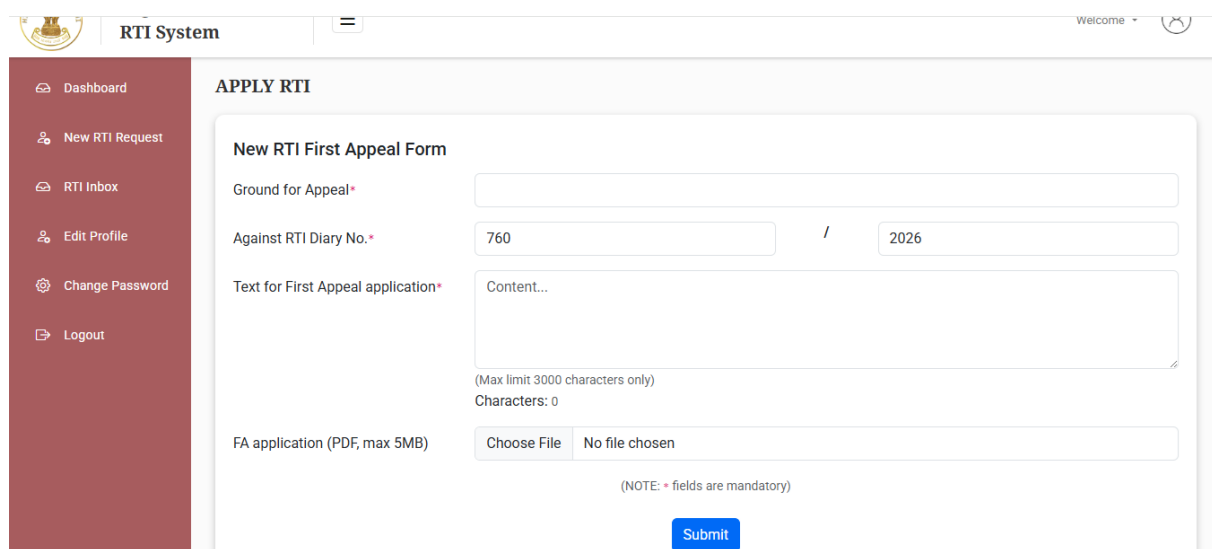 RTI System
Welcome
Dashboard
New RTI Request
RTI Inbox
Edit Profile
Change Password
Logout
APPLY RTI
New RTI First Appeal Form
Ground for Appeal*
Against RTI Diary No.* 760 / 2026
Text for First Appeal application* Content...
(Max limit 3000 characters only)
Characters: 0
FA application (PDF, max 5MB) Choose File No file chosen
(NOTE: * fields are mandatory)
Submit